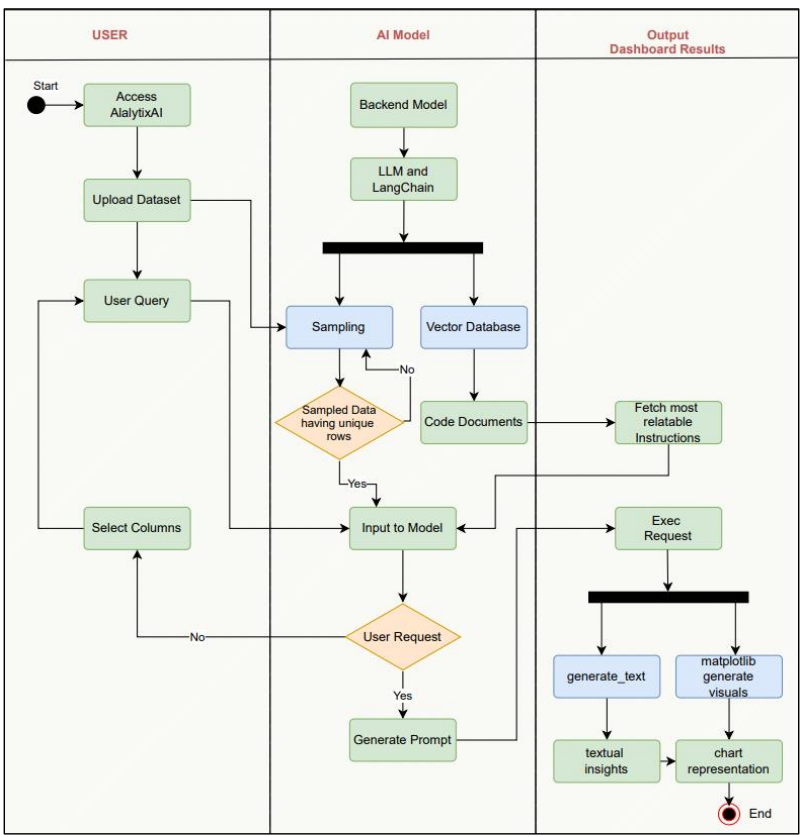 USER
AI Model
Output
Dashboard Results
Start
Access
AlalytixAI
Backend Model
LLM and
LangChain
Upload Dataset
User Query
Sampling
Vector Database
No
Sampled Data
having unique
rows
Code Documents
Fetch most
relatable
Instructions
Yes
Select Columns
Input to Model
Exec
Request
No
User Request
Yes
generate_text
matplotlib
generate
visuals
Generate Prompt
textual
insights
chart
representation
End